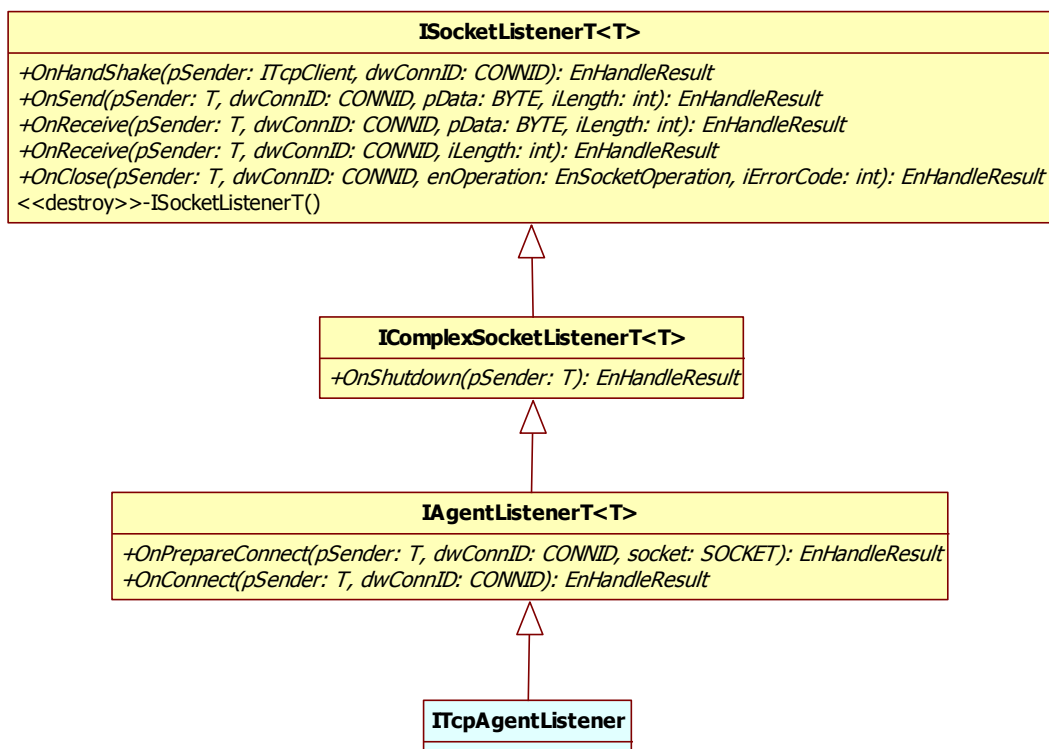 ISocketListenerT<T>
+OnHandShake(pSender: ITcpClient, dwConnID: CONNID): EnHandleResult
+OnSend(pSender: T, dwConnID: CONNID, pData: BYTE, iLength: int): EnHandleResult
+OnReceive(pSender: T, dwConnID: CONNID, pData: BYTE, iLength: int): EnHandleResult
+OnReceive(pSender: T, dwConnID: CONNID, iLength: int): EnHandleResult
+OnClose(pSender: T, dwConnID: CONNID, enOperation: EnSocketOperation, iErrorCode: int): EnHandleResult
<<destroy>>-ISocketListenerT()
IComplexSocketListenerT<T>
+OnShutdown(pSender: T): EnHandleResult
IAgentListenerT<T>
+OnPrepareConnect(pSender: T, dwConnID: CONNID, socket: SOCKET): EnHandleResult
+OnConnect(pSender: T, dwConnID: CONNID): EnHandleResult
ITcpAgentListener